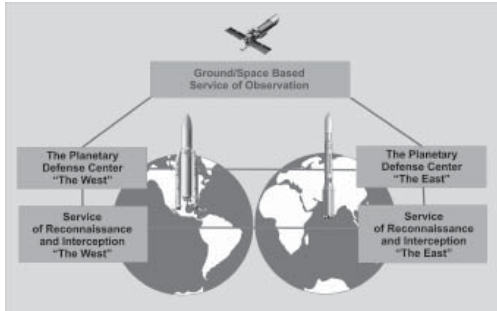 Ground/Space Based
Service of Observation
The Planetary
Defense Center
“The West”
The Planetary
Defense Center
“The East”
Service
of Reconnaissance
and Interception
“The West”
Service
of Reconnaissance
and Interception
“The East”